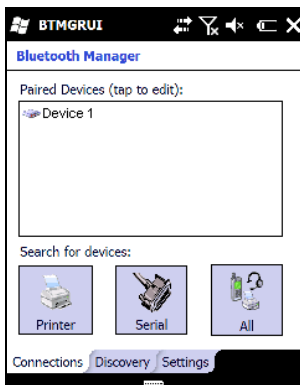 BTMGRUI
Bluetooth Manager
Paired Devices (tap to edit):
Device 1
Search for devices:
Printer Serial All
Connections Discovery Settings